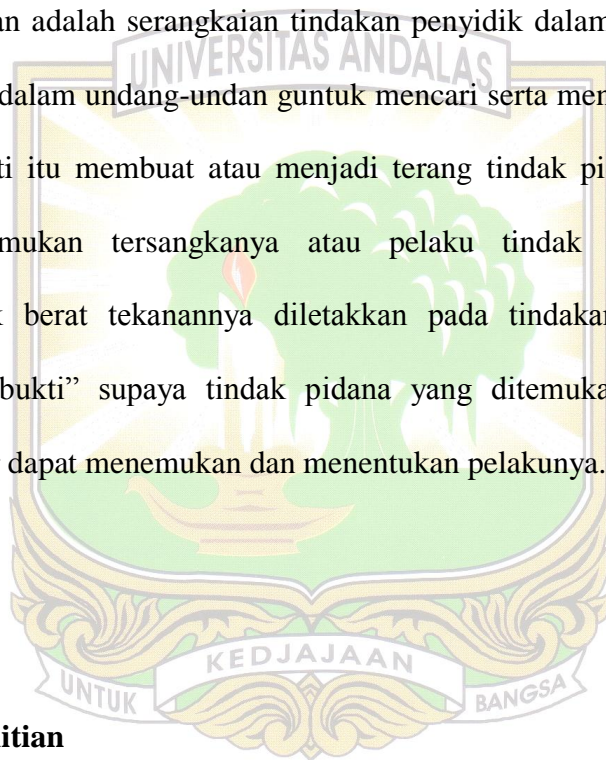 an adalah serangkaian tindakan penyidik dalam
UNIVERSITAS ANDALAS
dalam undang-undan guntuk mencari serta men
ti itu membuat atau menjadi terang tindak pi
mukan tersangkanya atau pelaku tindak
berat tekanannya diletakkan pada tindakan
bukti” supaya tindak pidana yang ditemuka
dapat menemukan dan menentukan pelakunya.
KEDJAJAAN
UNTUK
BANGSA
itian